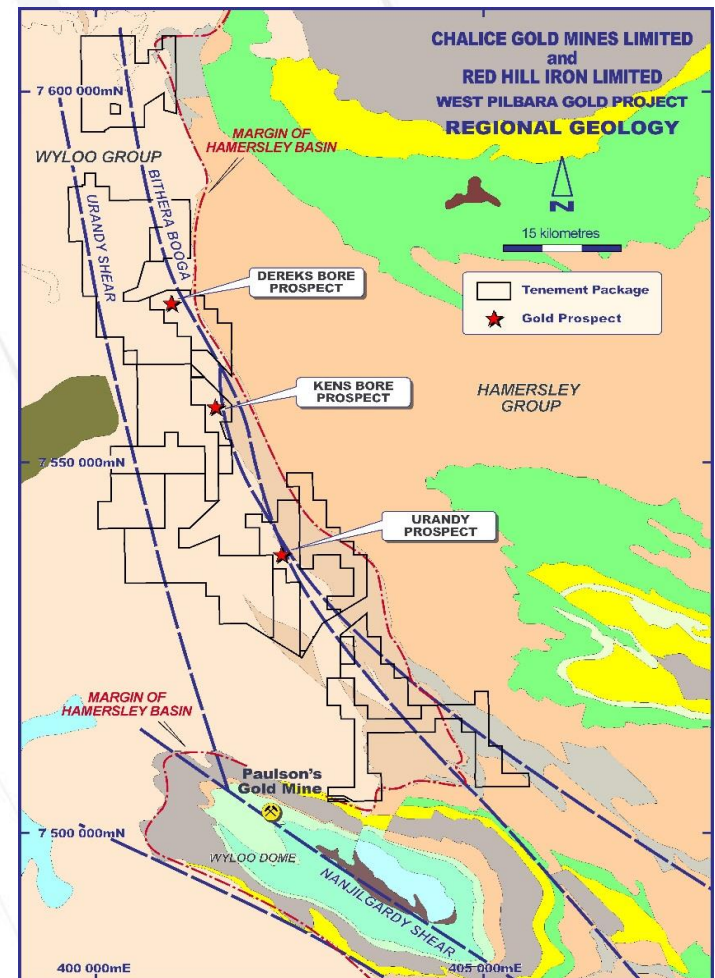 CHALICE GOLD MINES LIMITED
and
RED HILL IRON LIMITED
WEST PILBARA GOLD PROJECT
REGIONAL GEOLOGY
7 600 000mN
MARGIN OF
HAMERSLEY BASIN
WYLOO GROUP
BITHERA BOOGA
URANDY SHEAR
N
15 kilometres
DEREKS BORE
PROSPECT
Tenement Package
Gold Prospect
KENS BORE
PROSPECT
HAMERSLEY
GROUP
7 550 000mN
URANDY
PROSPECT
MARGIN OF
HAMERSLEY BASIN
Paulson's
Gold Mine
7 500 000mN
WYLOO DOME
NANJILGARDY SHEAR
400 000mE
405 000mE